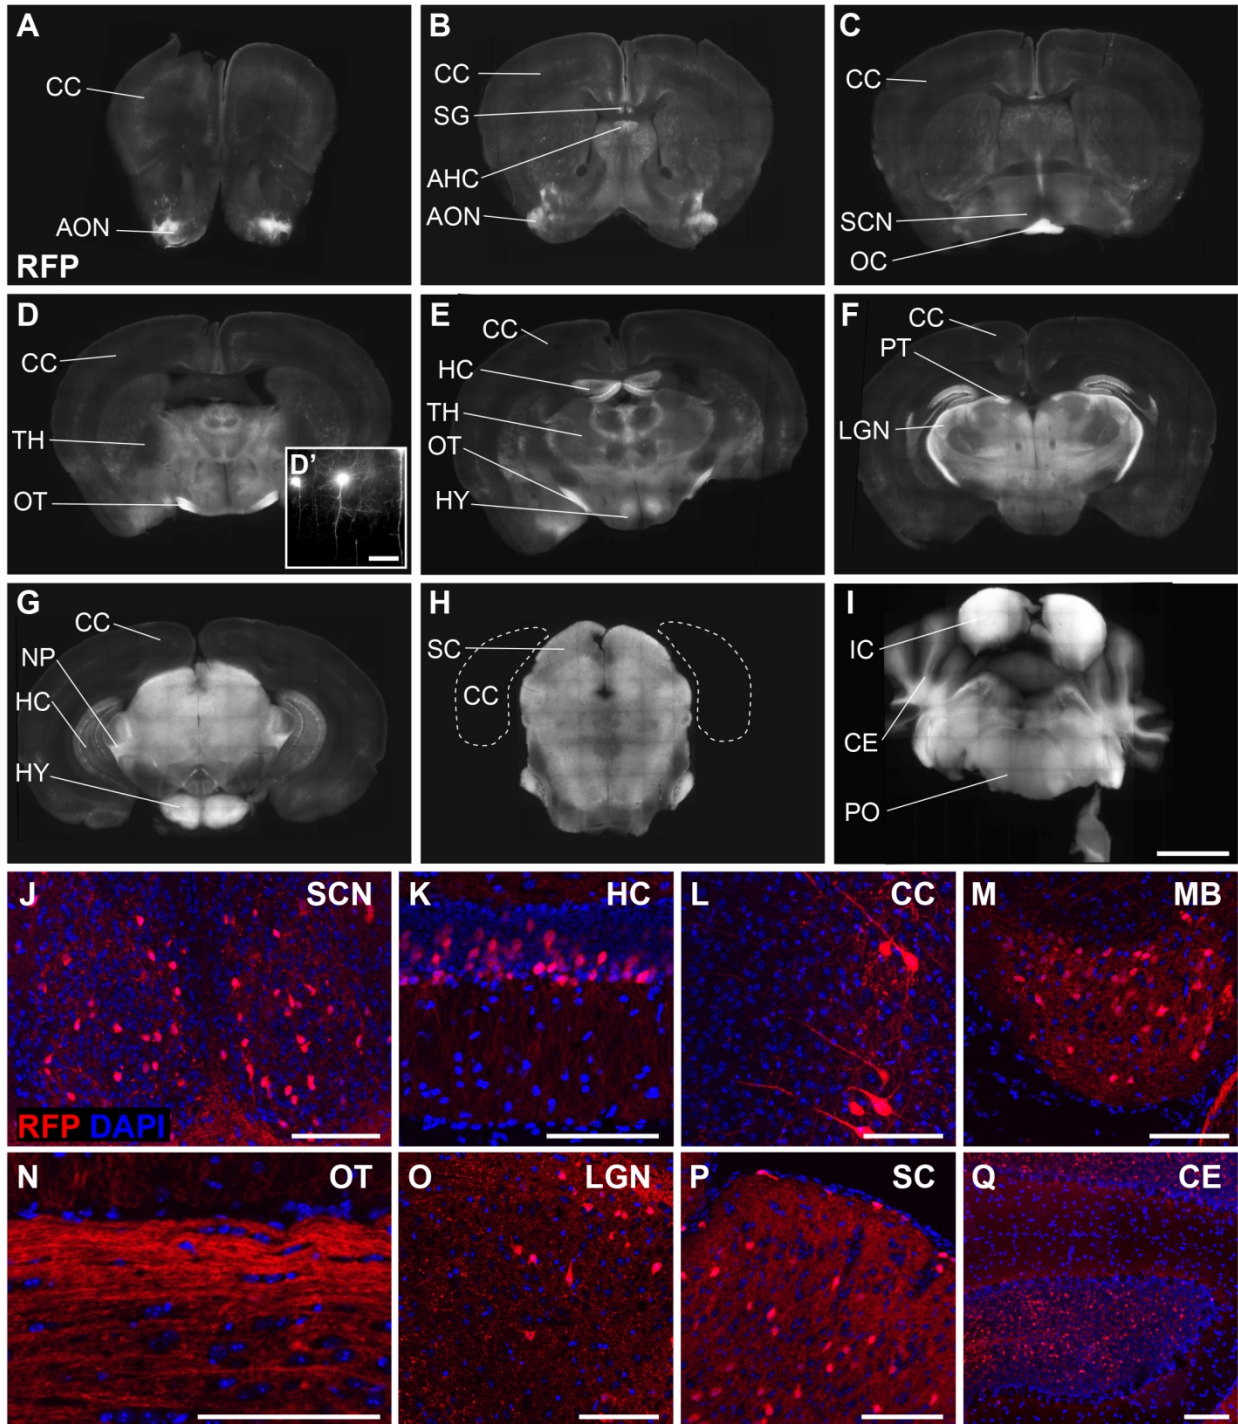 A
CC
AON
RFP
B
CC
SG
AHC
AON
C
CC
SCN
OC
D
CC
TH
OT
D'
E
CC
HC
TH
OT
HY
F
CC
PT
LGN
G
CC
NP
HC
HY
H
SC
CC
I
IC
CE
PO
J SCN
RFP DAPI
K HC
L CC
M MB
N OT
O LGN
P SC
Q CE